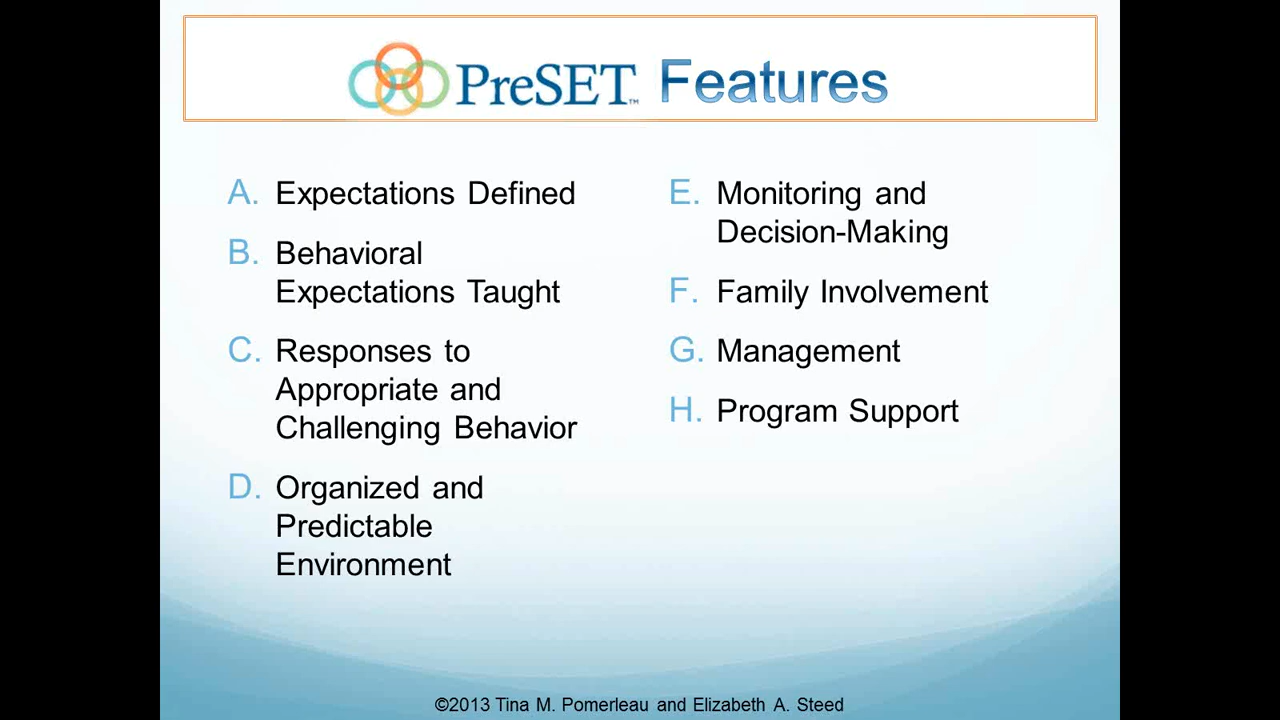 PreSET™ Features
A. Expectations Defined
B. Behavioral
Expectations Taught
C. Responses to
Appropriate and
Challenging Behavior
D. Organized and
Predictable
Environment
E. Monitoring and
Decision-Making
F. Family Involvement
G. Management
H. Program Support
©2013 Tina M. Pomerleau and Elizabeth A. Steed